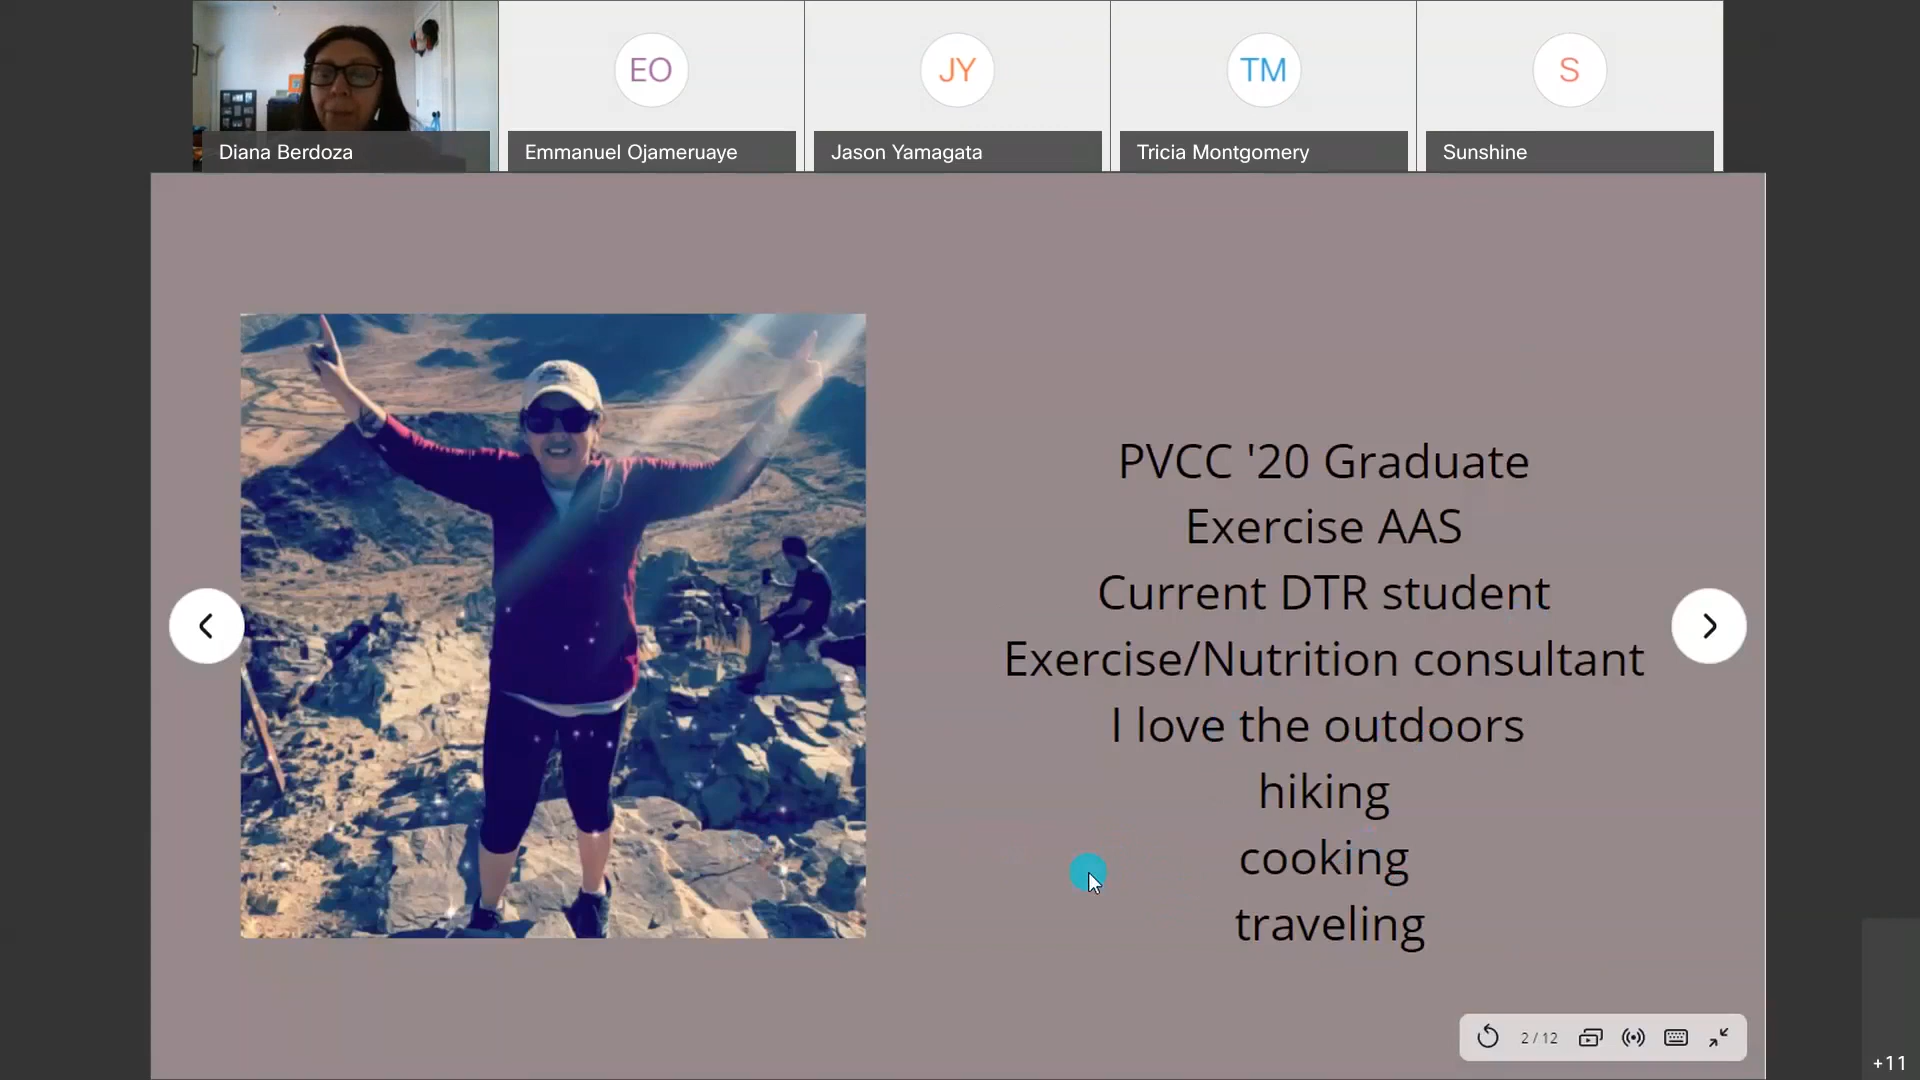 EO
JY
TM
S
Diana Berdoza
Emmanuel Ojameruaye
Jason Yamagata
Tricia Montgomery
Sunshine
PVCC '20 Graduate
Exercise AAS
Current DTR student
Exercise/Nutrition consultant
I love the outdoors
hiking
cooking
traveling
2 / 12
+11